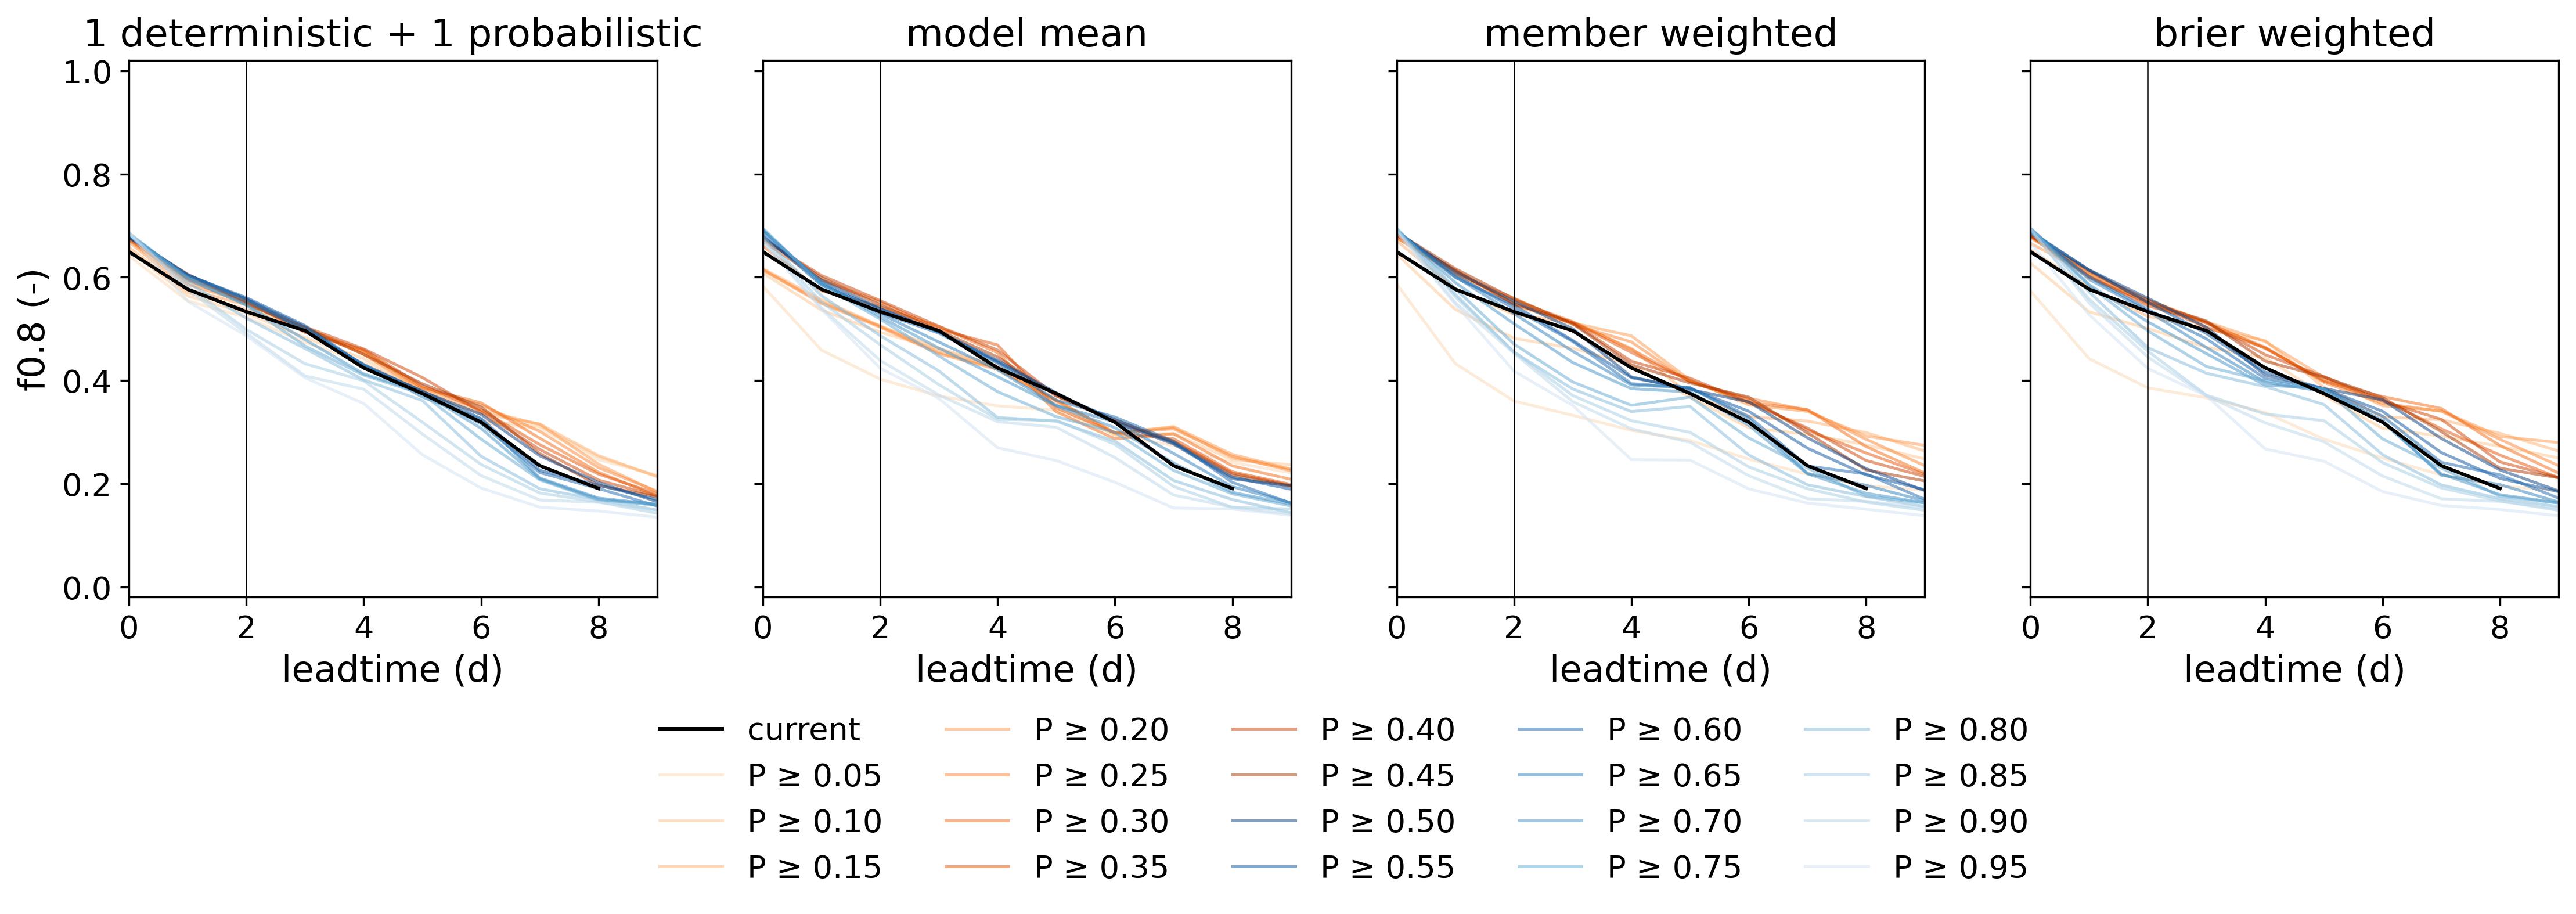 1 deterministic + 1 probabilistic
model mean
member weighted
brier weighted
f0.8 (-)
1.0
0.8
0.6
0.4
0.2
0.0
0 2 4 6 8
0 2 4 6 8
0 2 4 6 8
0 2 4 6 8
leadtime (d)
leadtime (d)
leadtime (d)
leadtime (d)
current
P ≥ 0.05
P ≥ 0.10
P ≥ 0.15
P ≥ 0.20
P ≥ 0.25
P ≥ 0.30
P ≥ 0.35
P ≥ 0.40
P ≥ 0.45
P ≥ 0.50
P ≥ 0.55
P ≥ 0.60
P ≥ 0.65
P ≥ 0.70
P ≥ 0.75
P ≥ 0.80
P ≥ 0.85
P ≥ 0.90
P ≥ 0.95